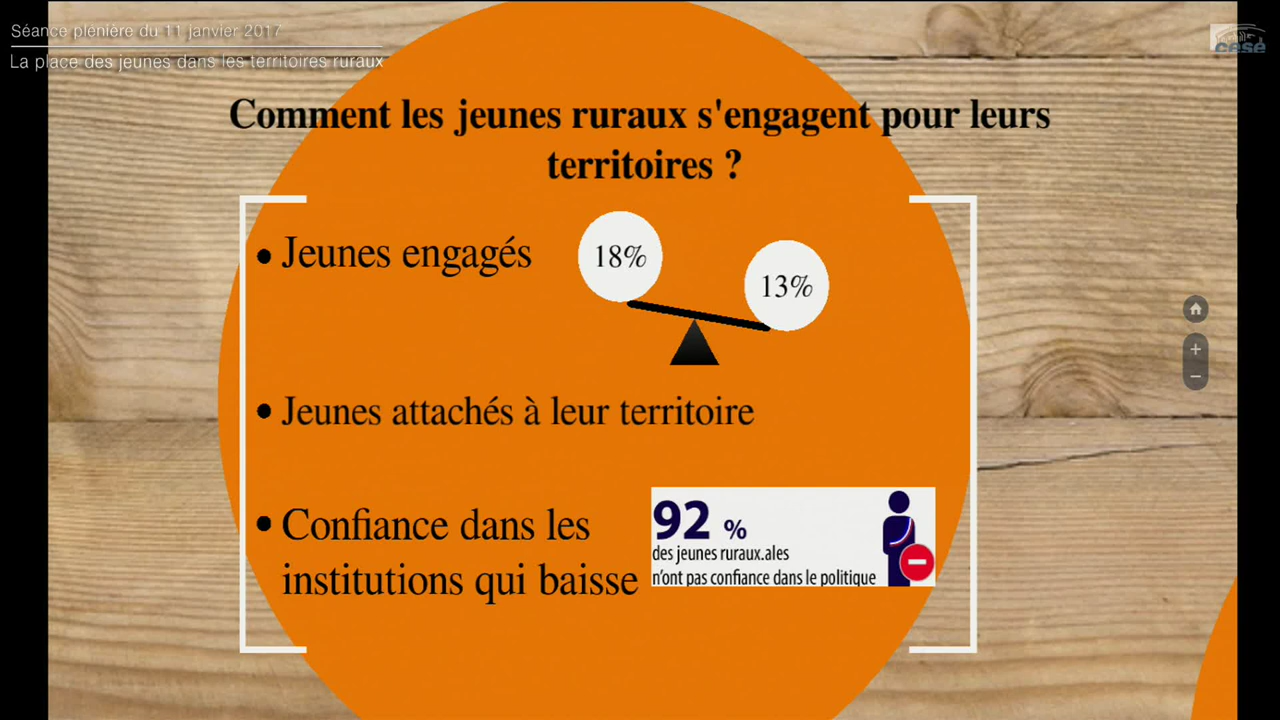 Séance plénière du 11 janvier 2017
La place des jeunes dans les territoires ruraux
cese
Comment les jeunes ruraux s'engagent pour leurs
territoires ?
• Jeunes engagés
18%
13%
• Jeunes attachés à leur territoire
• Confiance dans les
institutions qui baisse
92 %
des jeunes ruraux.ales
n'ont pas confiance dans le politique